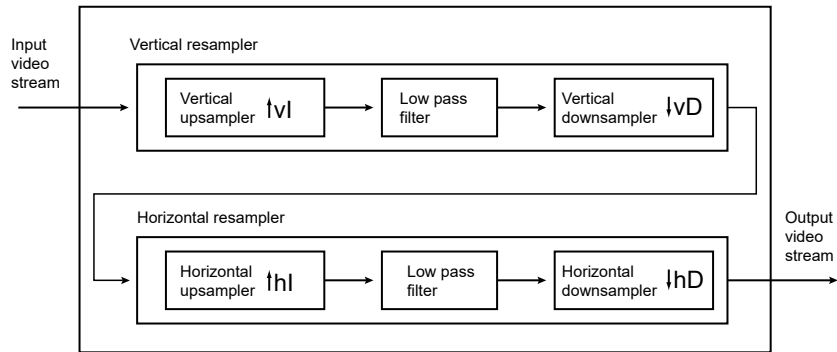 Input
video
stream
Vertical resampler
Vertical
upsampler ↑vI
Low pass
filter
Vertical
downsampler ↓vD
Horizontal resampler
Horizontal
upsampler ↑hI
Low pass
filter
Horizontal
downsampler ↓hD
Output
video
stream